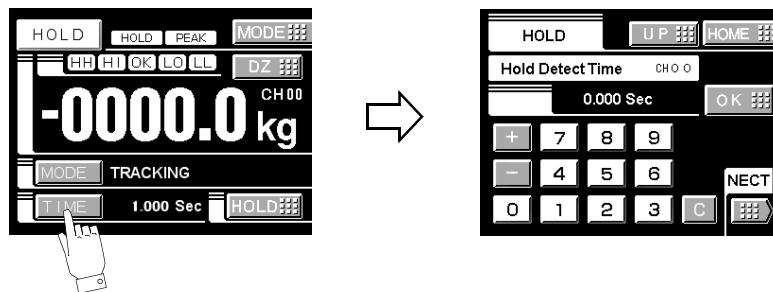 HOLD HOLD PEAK MODE
HH HI OK LO LL DZ
CH00
-0000.0 kg
MODE TRACKING
TIME 1.000 Sec HOLD
HOLD UP HOME
Hold Detect Time CH00
0.000 Sec OK
+ 7 8 9
- 4 5 6
NECT
0 1 2 3 C